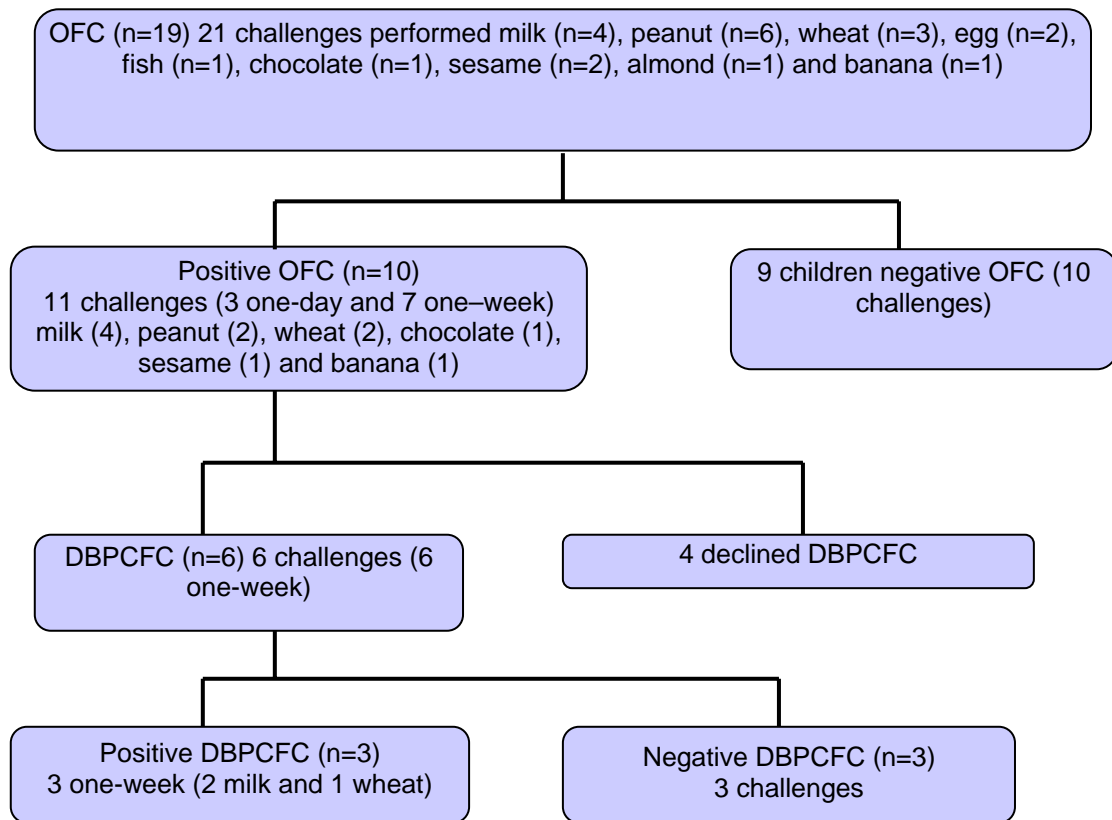 OFC (n=19) 21 challenges performed milk (n=4), peanut (n=6), wheat (n=3), egg (n=2),
fish (n=1), chocolate (n=1), sesame (n=2), almond (n=1) and banana (n=1)
Positive OFC (n=10)
11 challenges (3 one-day and 7 one–week)
milk (4), peanut (2), wheat (2), chocolate (1),
sesame (1) and banana (1)
9 children negative OFC (10
challenges)
DBPCFC (n=6) 6 challenges (6
one-week)
4 declined DBPCFC
Positive DBPCFC (n=3)
3 one-week (2 milk and 1 wheat)
Negative DBPCFC (n=3)
3 challenges